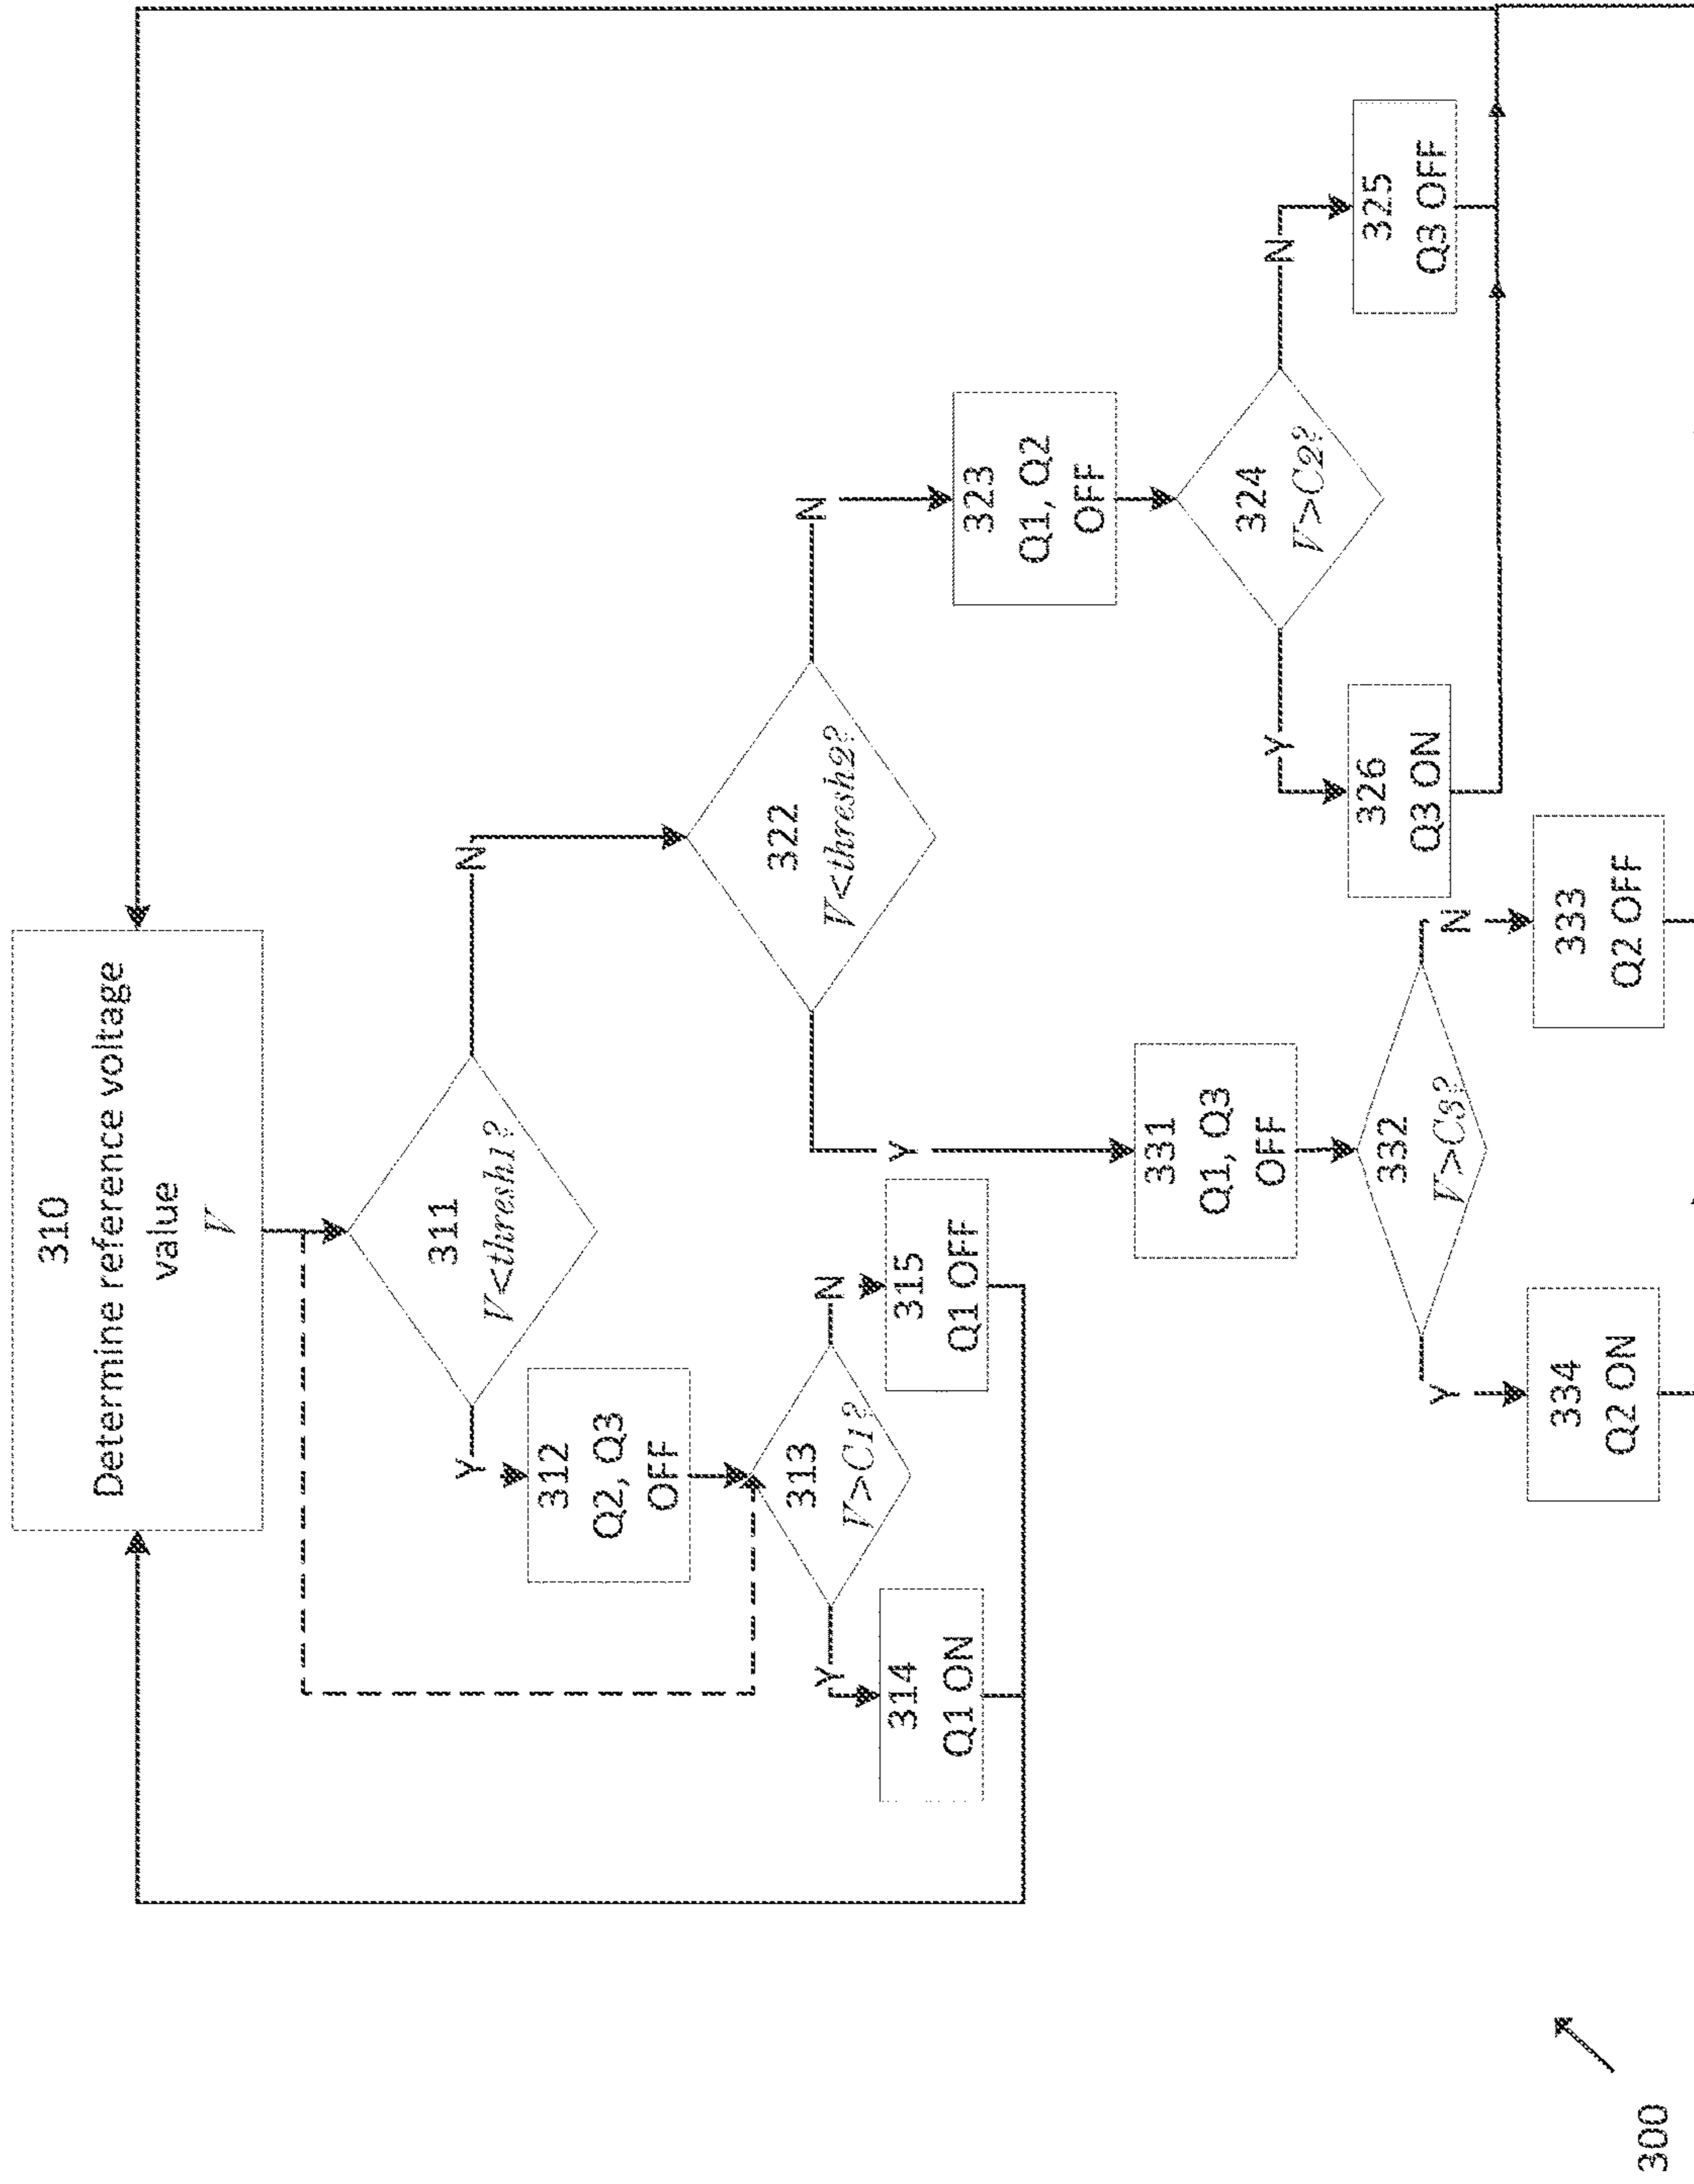 310
Determine reference voltage
value
V
311
V<thresh1?
Y
N
312
Q2, Q3
OFF
313
V>C1?
Y
N
314
Q1 ON
315
Q1 OFF
322
V<thresh2?
Y
N
323
Q1, Q2
OFF
324
V>C2?
Y
N
326
Q3 ON
325
Q3 OFF
331
Q1, Q3
OFF
332
V>C3?
Y
N
334
Q2 ON
333
Q2 OFF
300